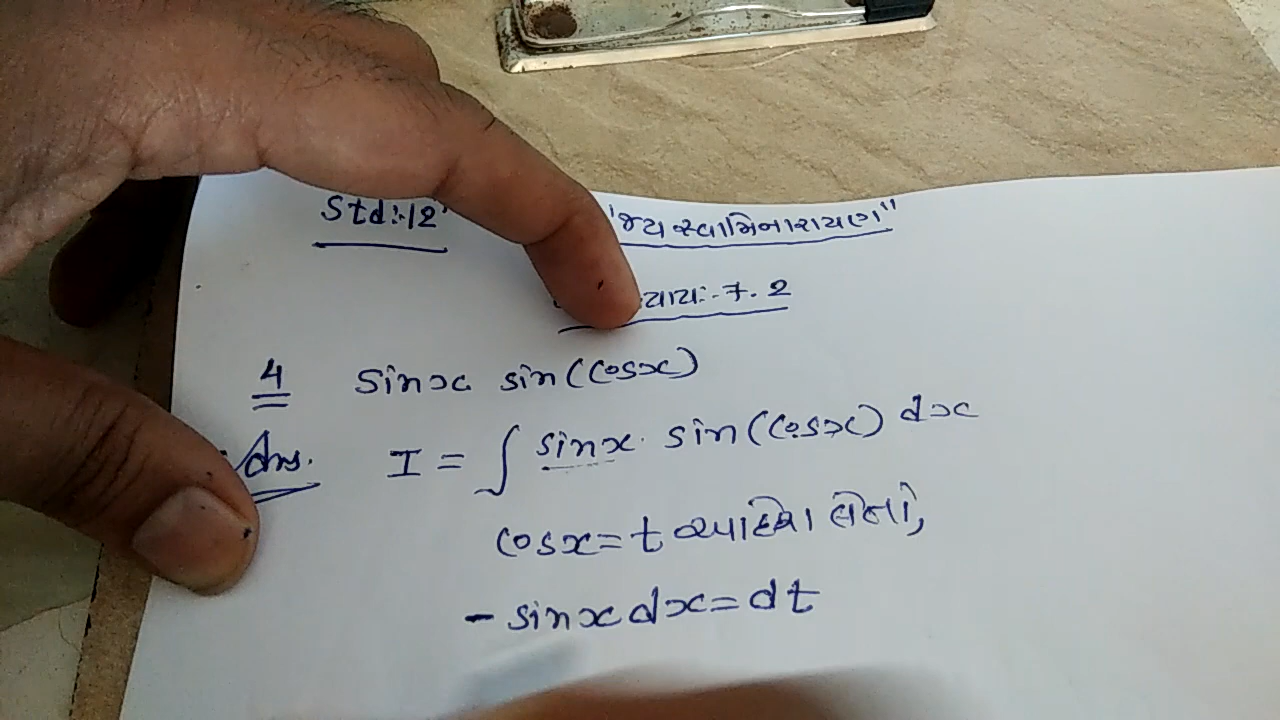 Std:-12 "જય સ્વામિનારાયણ"
7.2
4 sinx sin(cosx)
Ans. I = ∫ sinx. sin(cosx) dx
cosx = t આદેશ લેતાં,
- sinx dx = dt